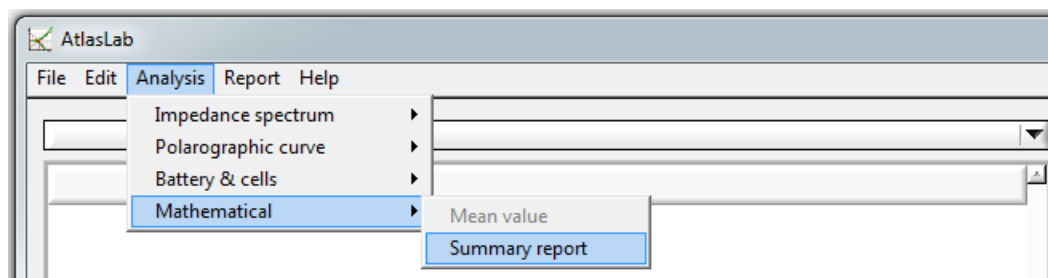 AtlasLab
File Edit Analysis Report Help
Impedance spectrum
Polarographic curve
Battery & cells
Mathematical
Mean value
Summary report